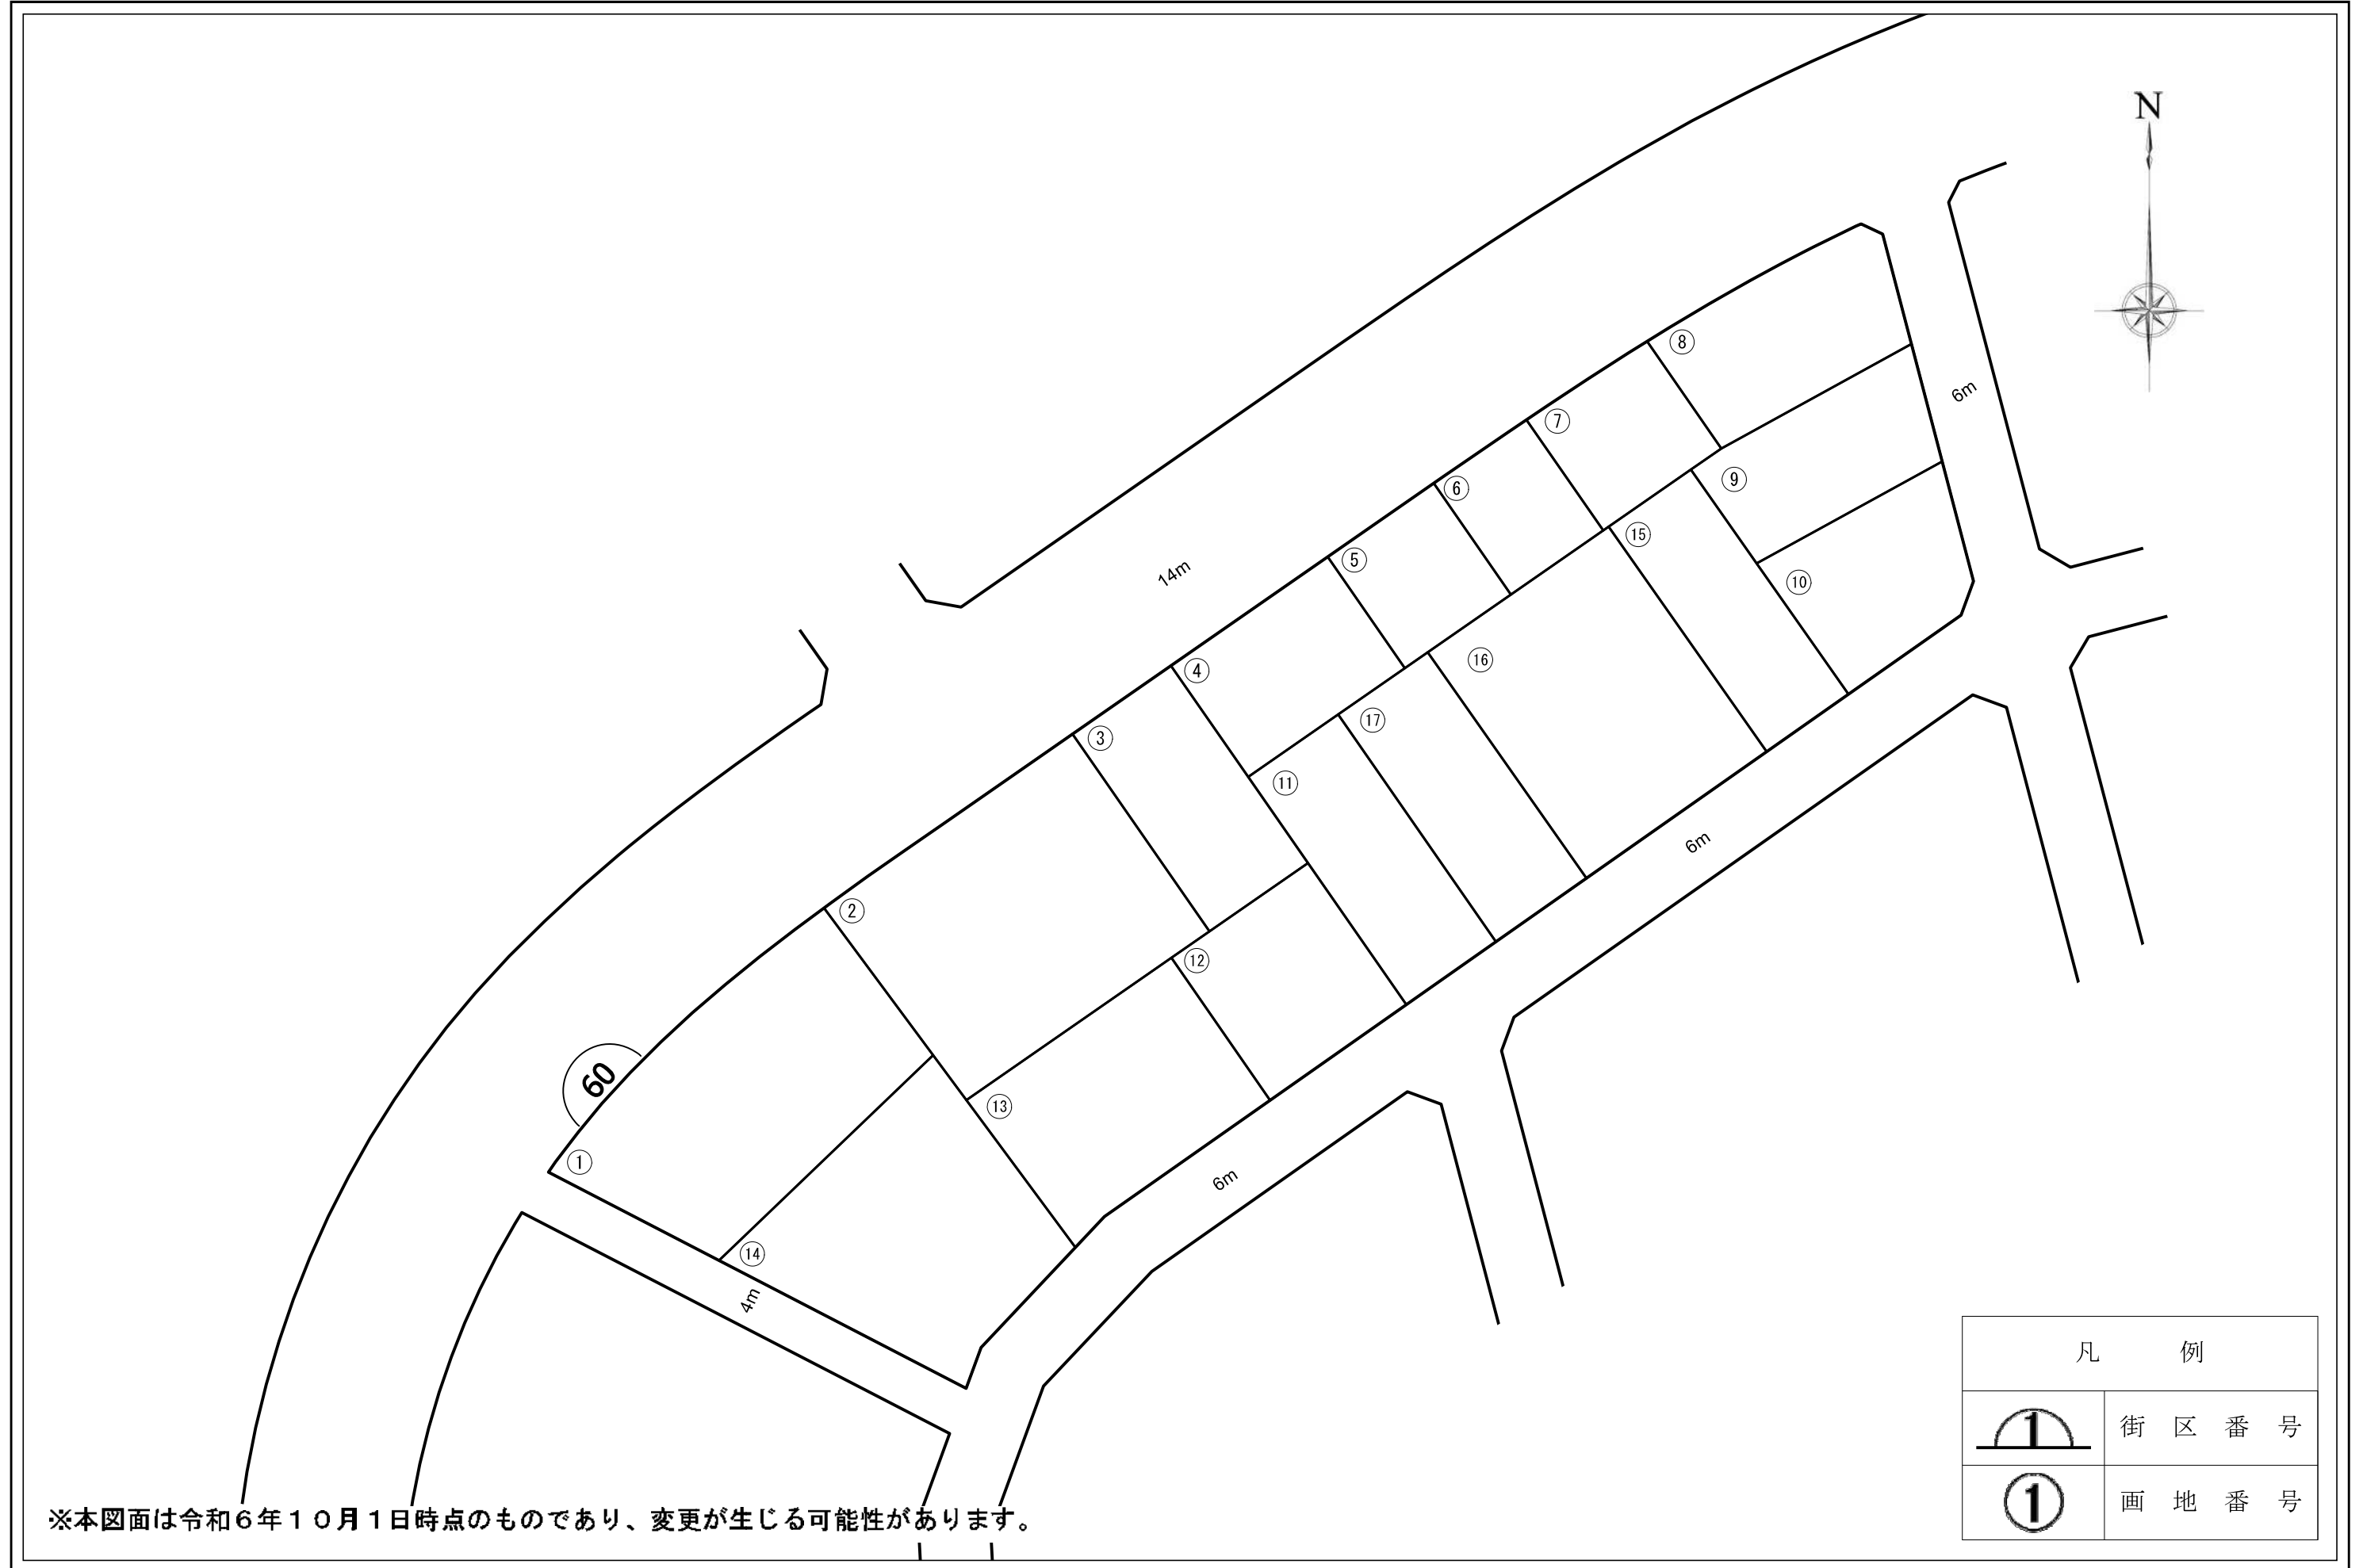 N
⑧
6m
⑦
⑥
⑨
⑮
⑤
14m
⑩
④
⑯
⑰
③
⑪
6m
②
⑫
60
⑬
①
6m
⑭
4m
凡 例
1 街 区 番 号
① 画 地 番 号
※本図面は令和６年１０月１日時点のものであり、変更が生じる可能性があります。